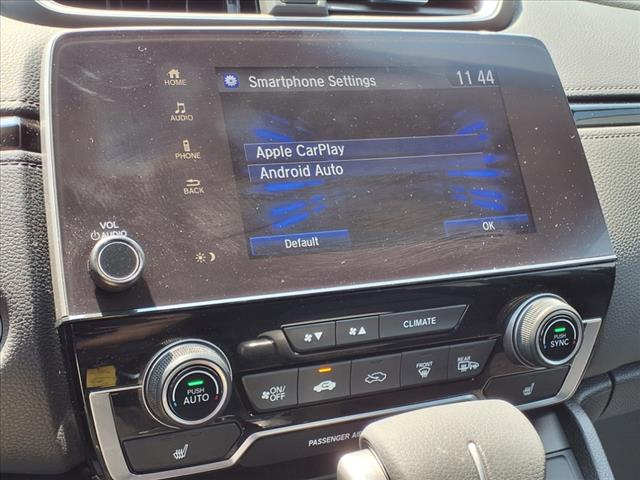 Smartphone Settings
11 44
HOME
AUDIO
PHONE
BACK
Apple CarPlay
Android Auto
Default
OK
VOL
AUDIO
CLIMATE
PUSH
AUTO
ON/
OFF
FRONT
REAR
PUSH
SYNC
PASSENGER